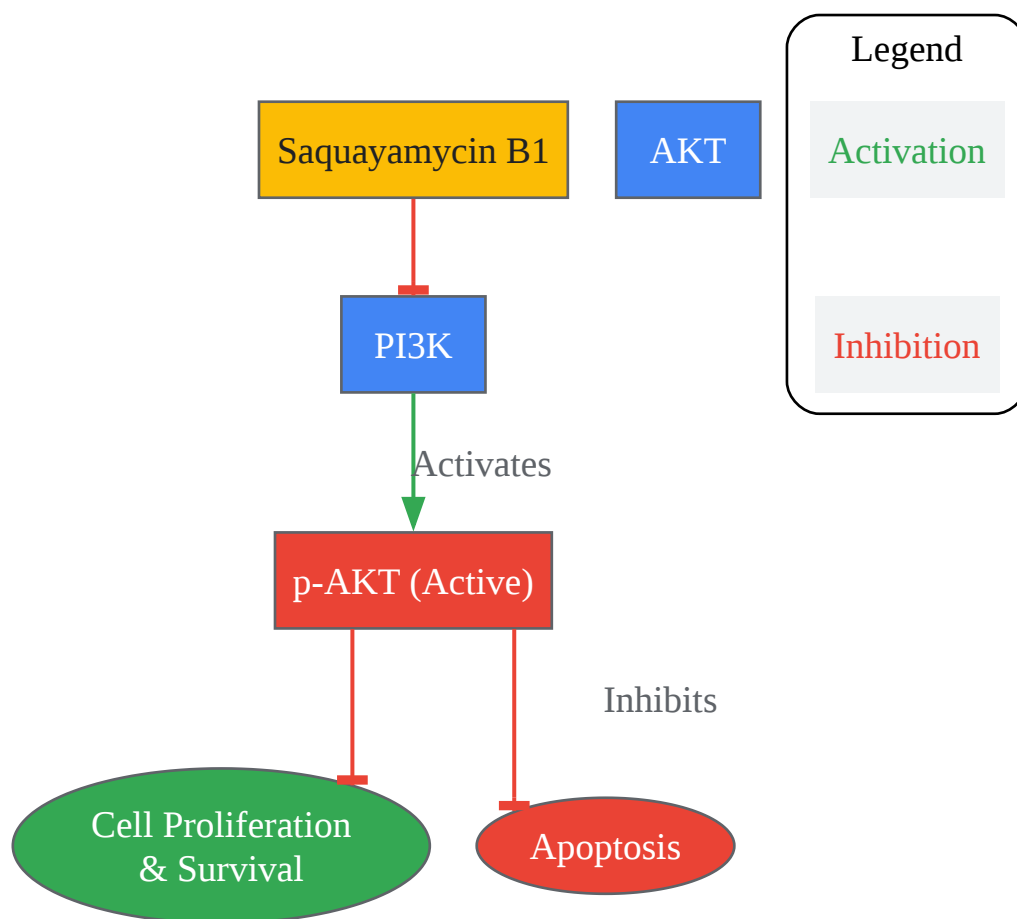 Legend
Saquayamycin B1
AKT
Activation
PI3K
Inhibition
Activates
p-AKT (Active)
Inhibits
Cell Proliferation
& Survival
Apoptosis